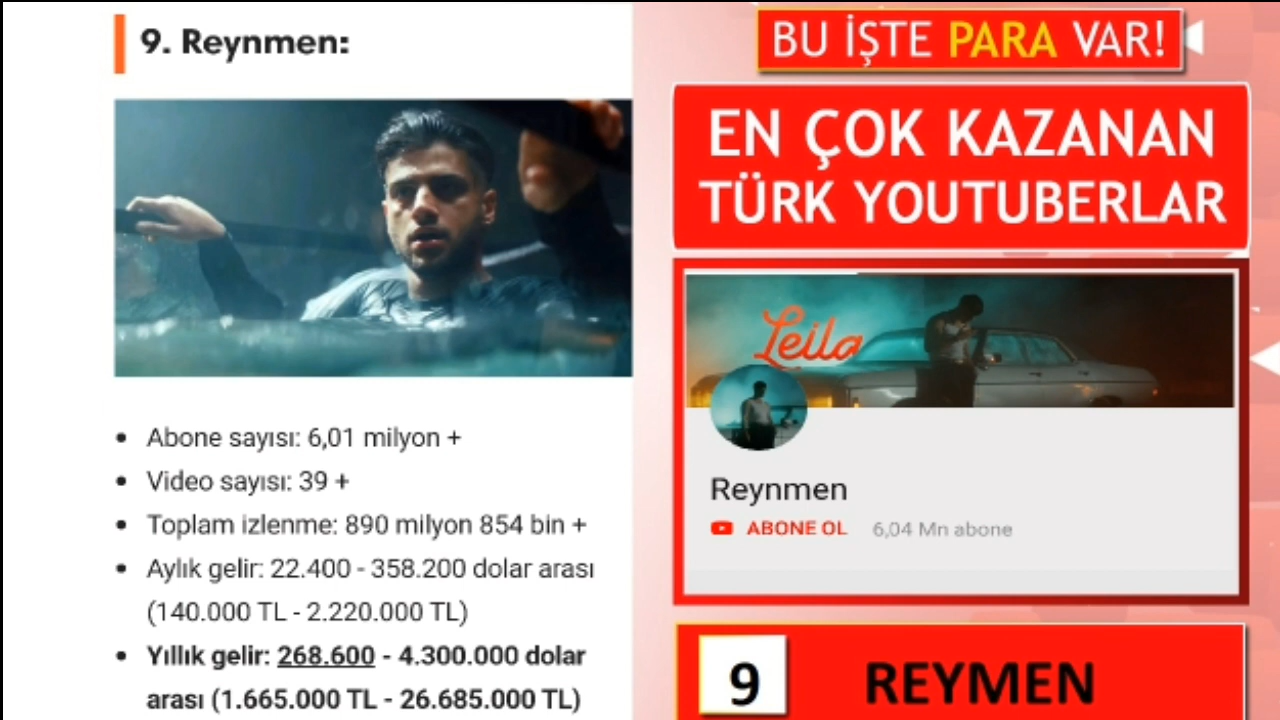 9. Reynmen:
Abone sayısı: 6,01 milyon +
Video sayısı: 39 +
Toplam izlenme: 890 milyon 854 bin +
Aylık gelir: 22.400 - 358.200 dolar arası
(140.000 TL - 2.220.000 TL)
Yıllık gelir: 268.600 - 4.300.000 dolar
arası (1.665.000 TL - 26.685.000 TL)
BU İŞTE PARA VAR!
EN ÇOK KAZANAN
TÜRK YOUTUBERLAR
Leila
Reynmen
ABONE OL 6,04 Mn abone
9 REYMEN